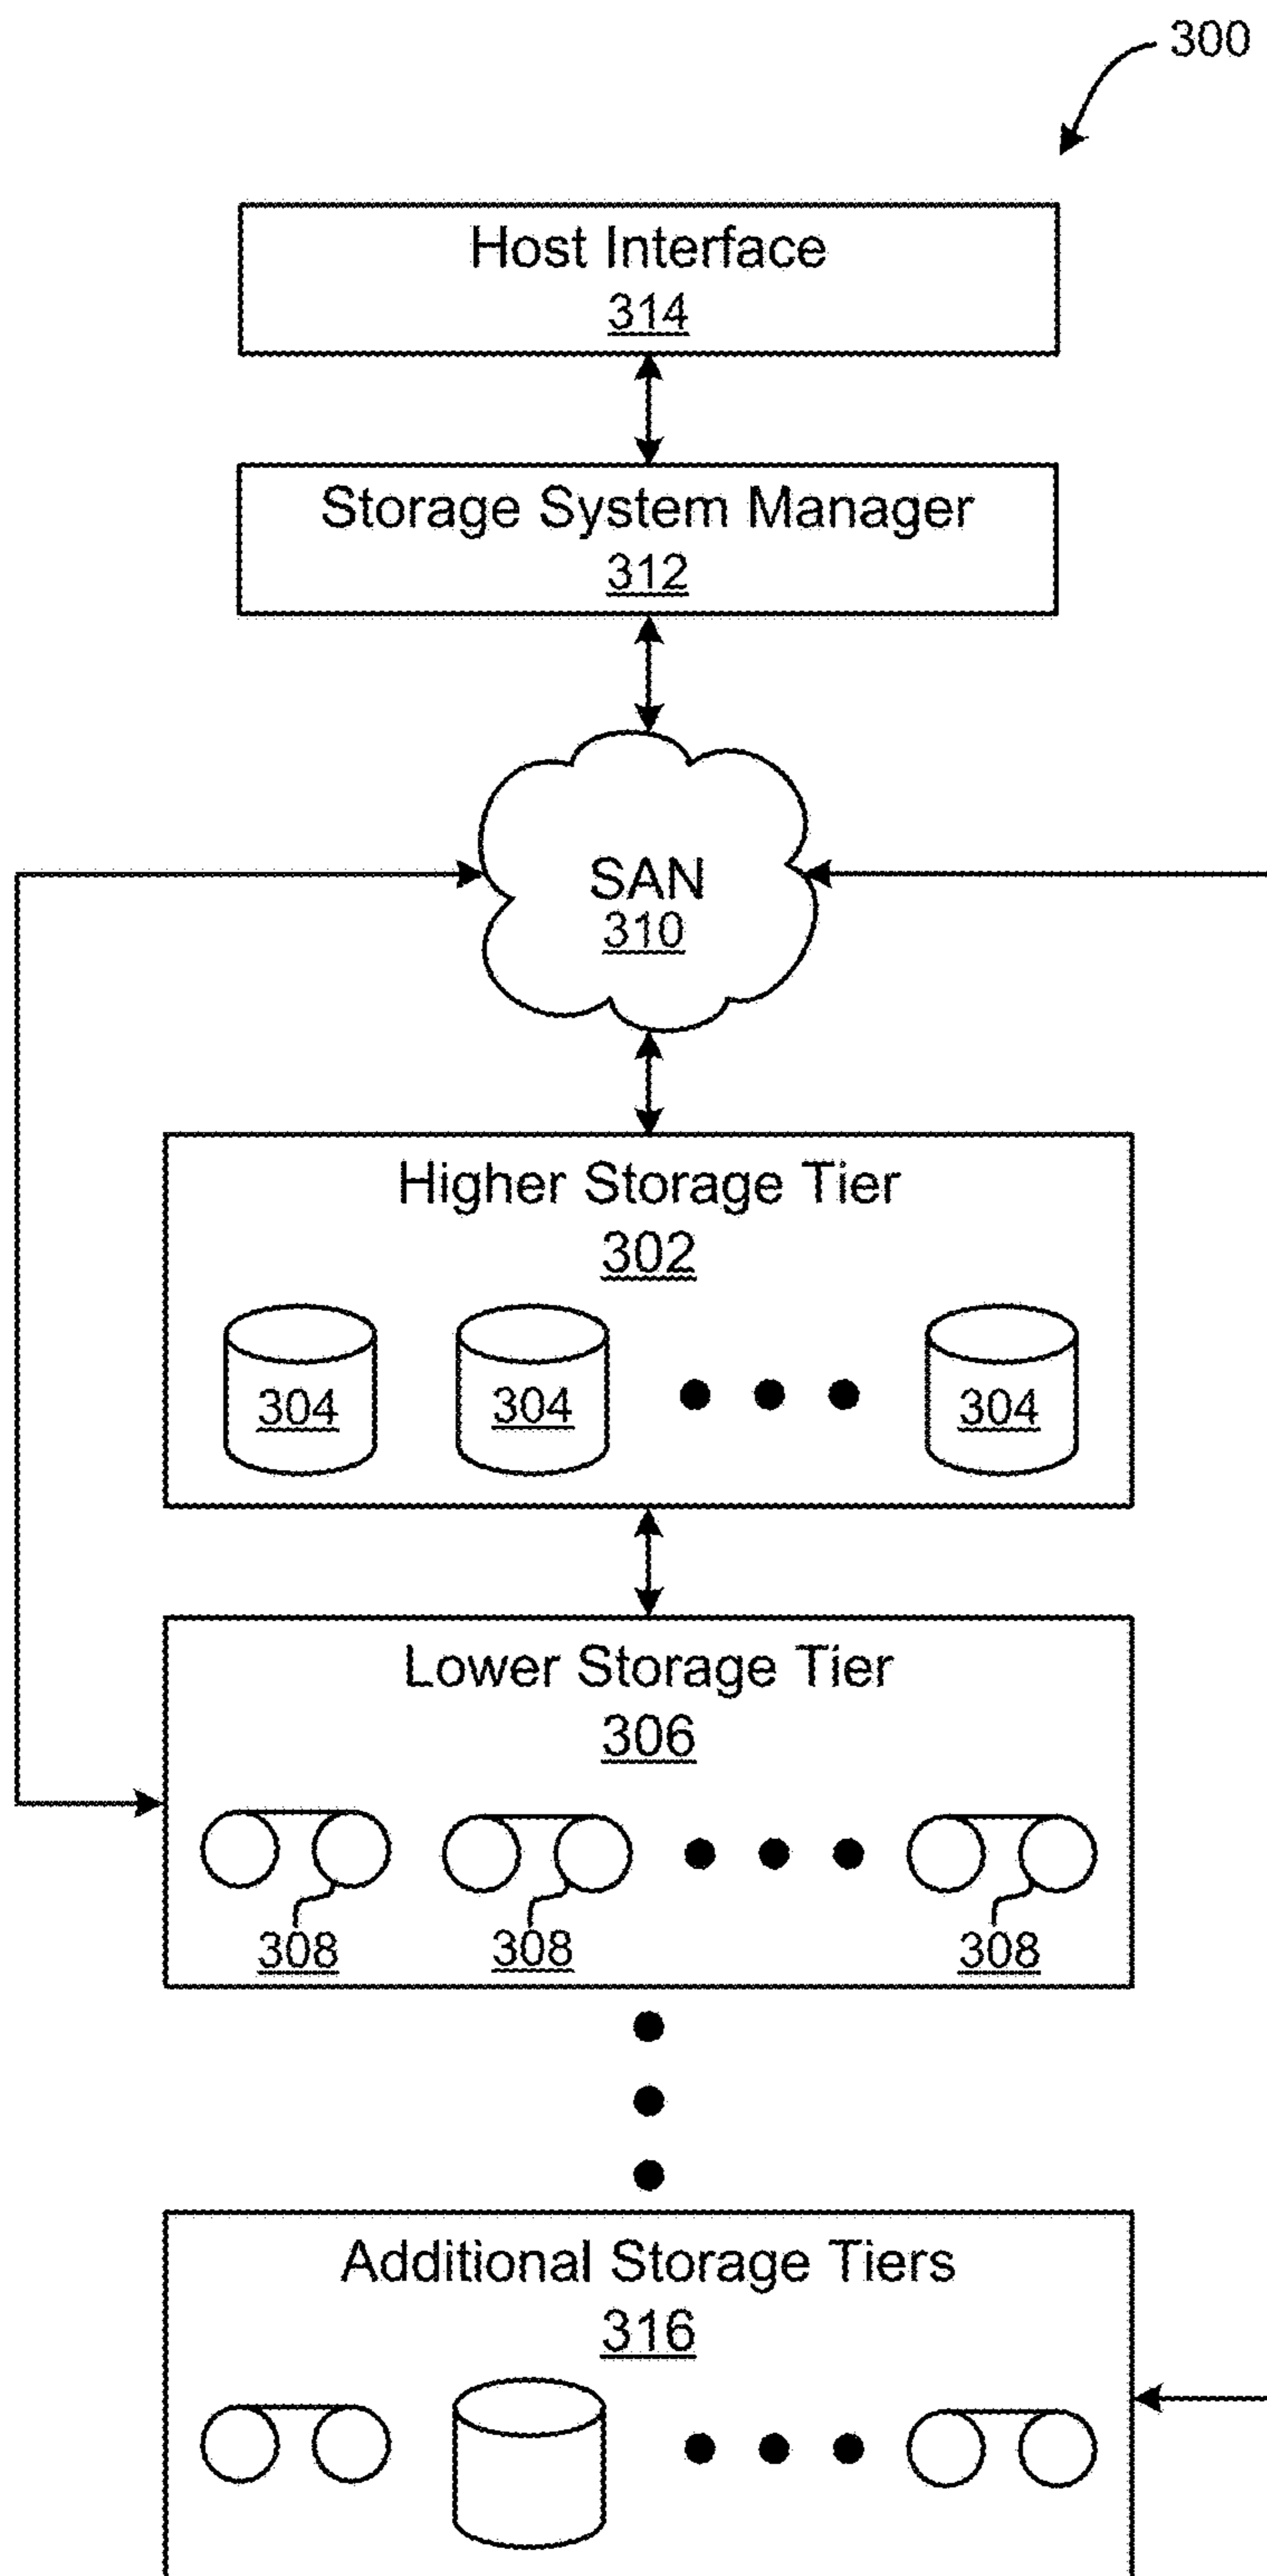 300
Host Interface
314
Storage System Manager
312
SAN
310
Higher Storage Tier
302
304 304 304
Lower Storage Tier
306
308 308 308
Additional Storage Tiers
316